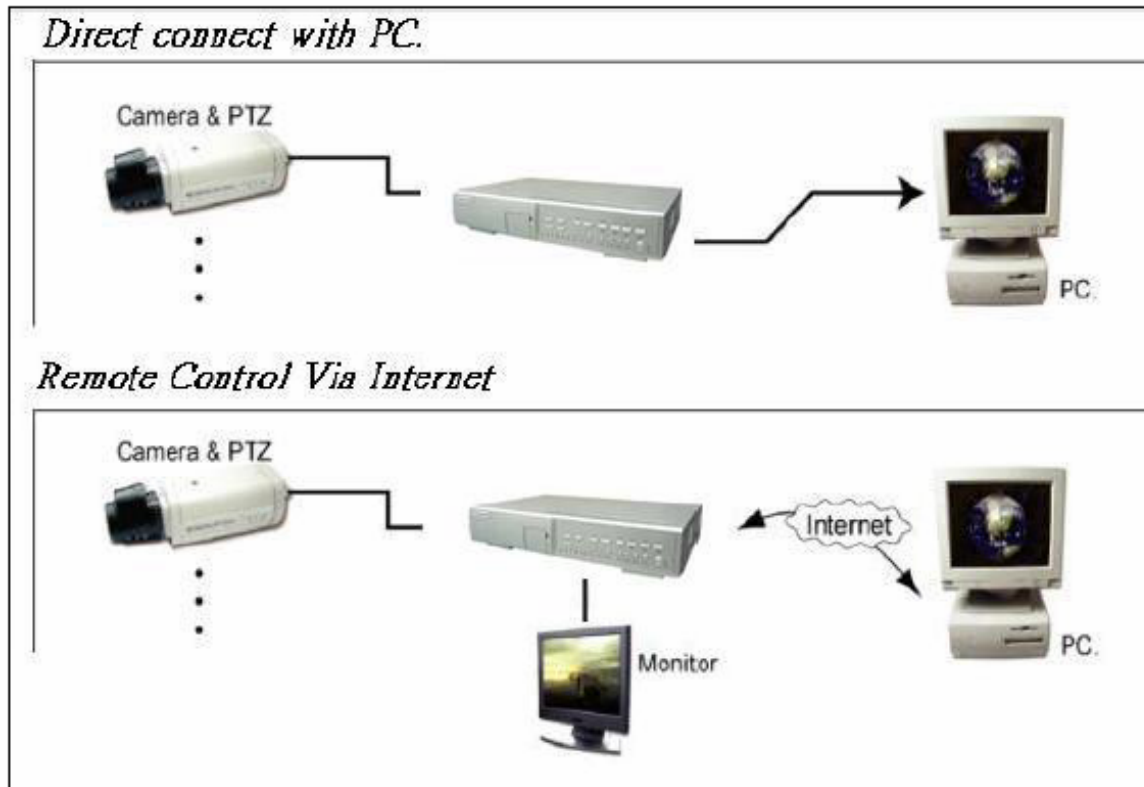 Direct connect with PC.
Camera & PTZ
PC.
Remote Control Via Internet
Camera & PTZ
Internet
PC.
Monitor